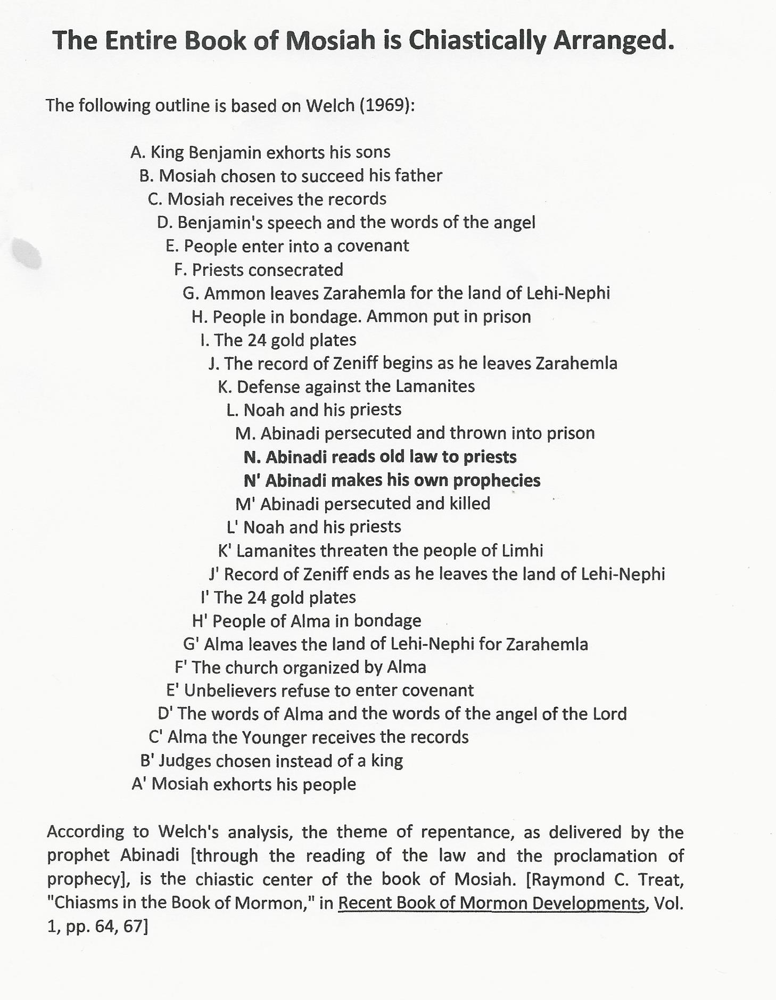 The Entire Book of Mosiah is Chiastically Arranged.
The following outline is based on Welch (1969):
A. King Benjamin exhorts his sons
B. Mosiah chosen to succeed his father
C. Mosiah receives the records
D. Benjamin's speech and the words of the angel
E. People enter into a covenant
F. Priests consecrated
G. Ammon leaves Zarahemla for the land of Lehi-Nephi
H. People in bondage. Ammon put in prison
I. The 24 gold plates
J. The record of Zeniff begins as he leaves Zarahemla
K. Defense against the Lamanites
L. Noah and his priests
M. Abinadi persecuted and thrown into prison
N. Abinadi reads old law to priests
N' Abinadi makes his own prophecies
M' Abinadi persecuted and killed
L' Noah and his priests
K' Lamanites threaten the people of Limhi
J' Record of Zeniff ends as he leaves the land of Lehi-Nephi
I' The 24 gold plates
H' People of Alma in bondage
G' Alma leaves the land of Lehi-Nephi for Zarahemla
F' The church organized by Alma
E' Unbelievers refuse to enter covenant
D' The words of Alma and the words of the angel of the Lord
C' Alma the Younger receives the records
B' Judges chosen instead of a king
A' Mosiah exhorts his people
According to Welch's analysis, the theme of repentance, as delivered by the
prophet Abinadi [through the reading of the law and the proclamation of
prophecy], is the chiastic center of the book of Mosiah. [Raymond C. Treat,
"Chiasms in the Book of Mormon," in Recent Book of Mormon Developments, Vol.
1, pp. 64, 67]